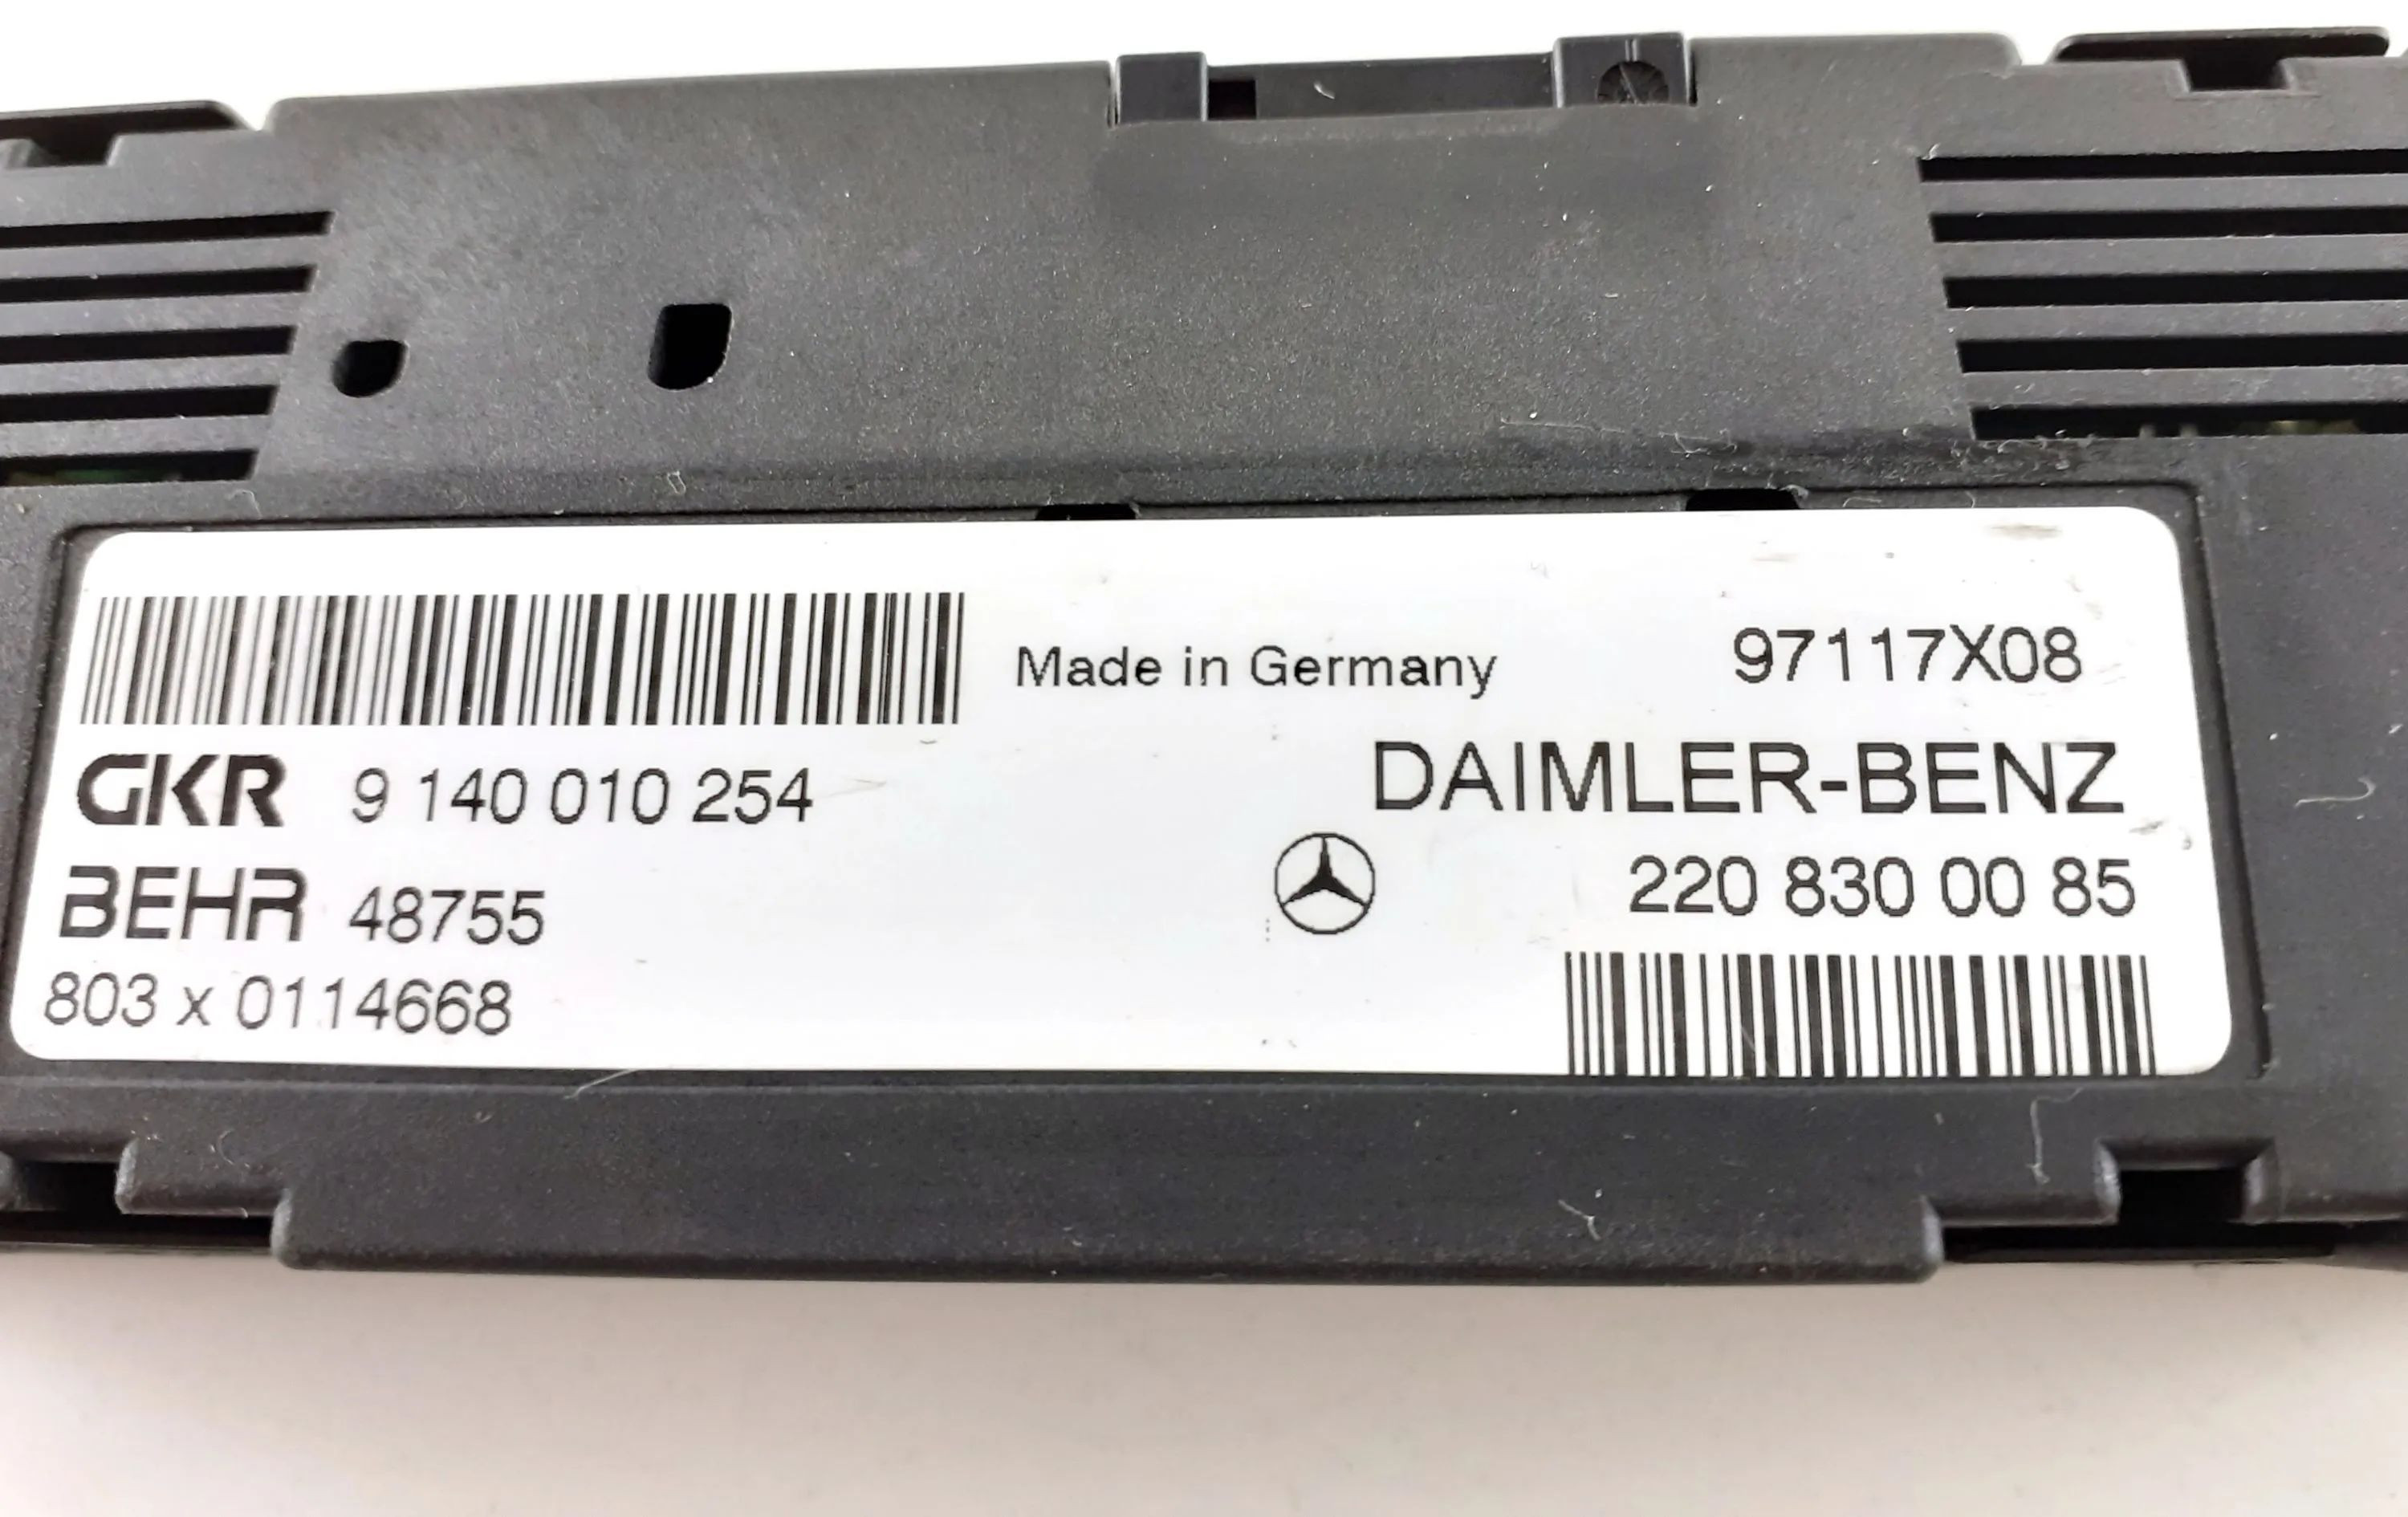 Made in Germany 97117X08
GKR 9 140 010 254 DAIMLER-BENZ
BEHR 48755 220 830 00 85
803 x 0114668